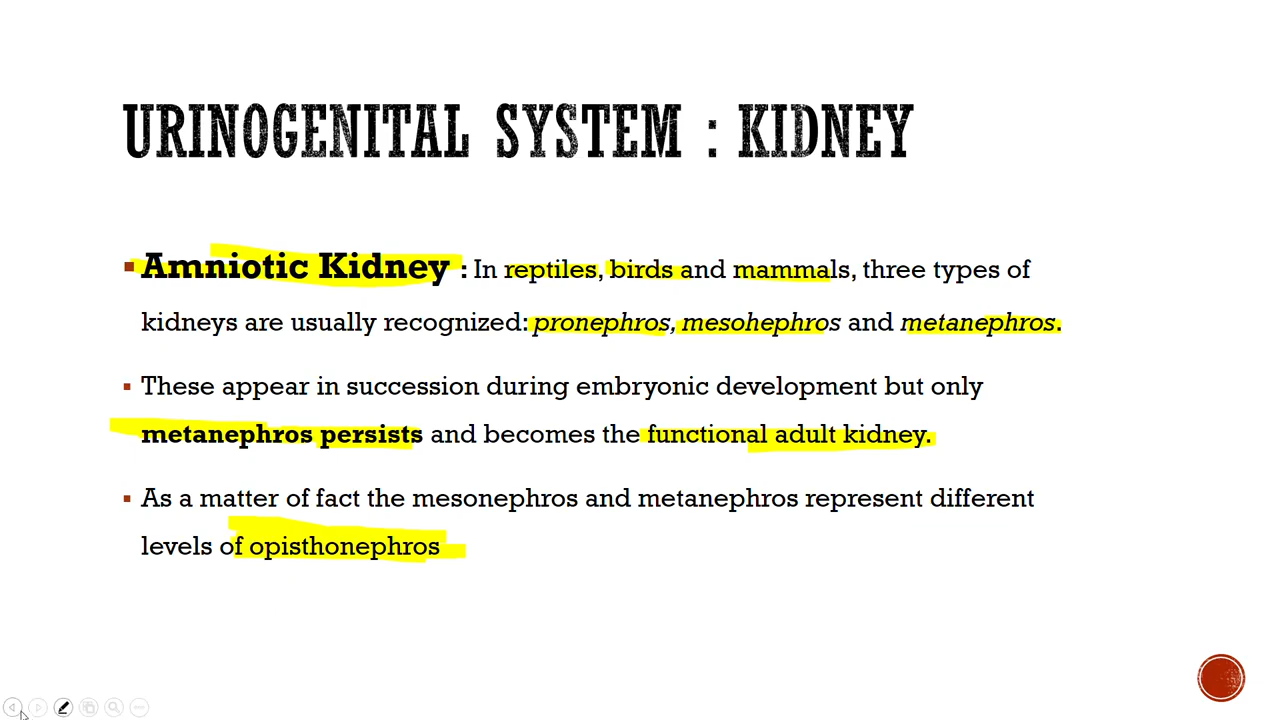 URINOGENITAL SYSTEM : KIDNEY
Amniotic Kidney : In reptiles, birds and mammals, three types of
kidneys are usually recognized: pronephros, mesohephros and metanephros.
These appear in succession during embryonic development but only
metanephros persists and becomes the functional adult kidney.
As a matter of fact the mesonephros and metanephros represent different
levels of opisthonephros